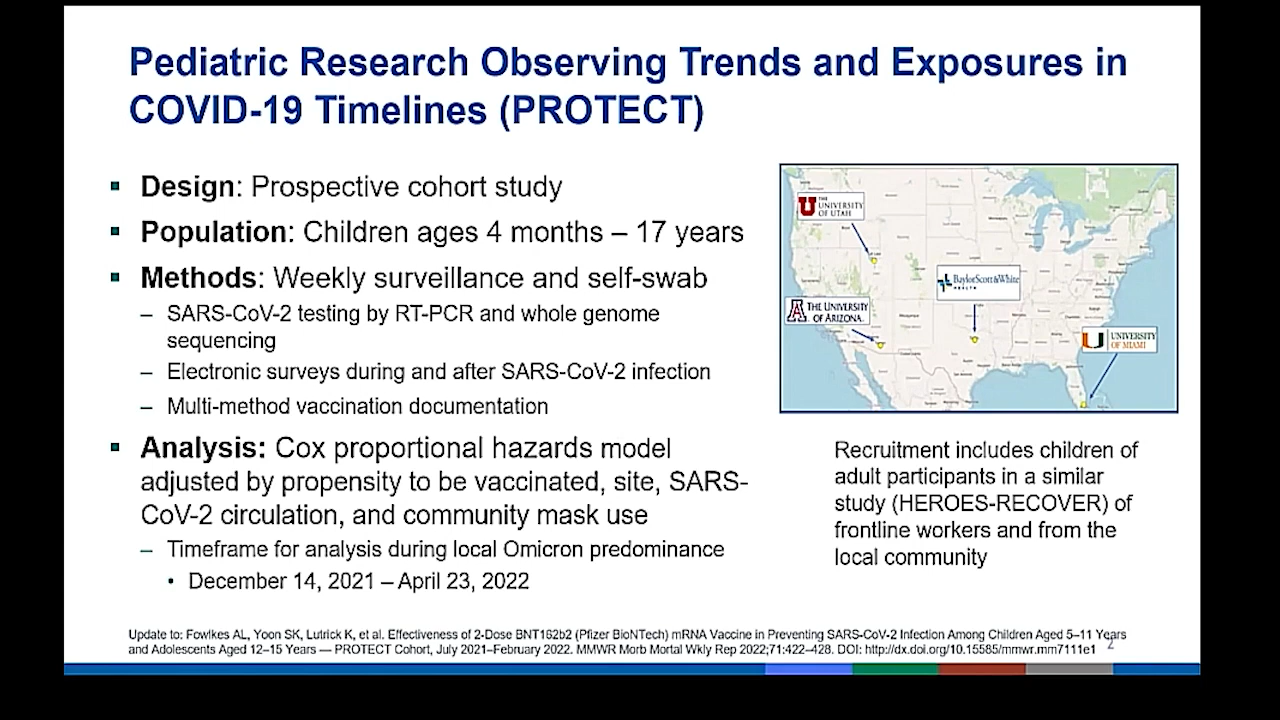 Pediatric Research Observing Trends and Exposures in
COVID-19 Timelines (PROTECT)
▪ Design: Prospective cohort study
▪ Population: Children ages 4 months – 17 years
▪ Methods: Weekly surveillance and self-swab
– SARS-CoV-2 testing by RT-PCR and whole genome
sequencing
– Electronic surveys during and after SARS-CoV-2 infection
– Multi-method vaccination documentation
▪ Analysis: Cox proportional hazards model
adjusted by propensity to be vaccinated, site, SARS-
CoV-2 circulation, and community mask use
– Timeframe for analysis during local Omicron predominance
• December 14, 2021 – April 23, 2022
THE
UNIVERSITY
OF UTAH
BaylorScott&White
HEALTH
THE UNIVERSITY
OF ARIZONA
UNIVERSITY
OF MIAMI
Recruitment includes children of
adult participants in a similar
study (HEROES-RECOVER) of
frontline workers and from the
local community
Update to: Fowlkes AL, Yoon SK, Lutrick K, et al. Effectiveness of 2-Dose BNT162b2 (Pfizer BioNTech) mRNA Vaccine in Preventing SARS-CoV-2 Infection Among Children Aged 5–11 Years
and Adolescents Aged 12–15 Years — PROTECT Cohort, July 2021–February 2022. MMWR Morb Mortal Wkly Rep 2022;71:422–428. DOI: http://dx.doi.org/10.15585/mmwr.mm7111e1
2